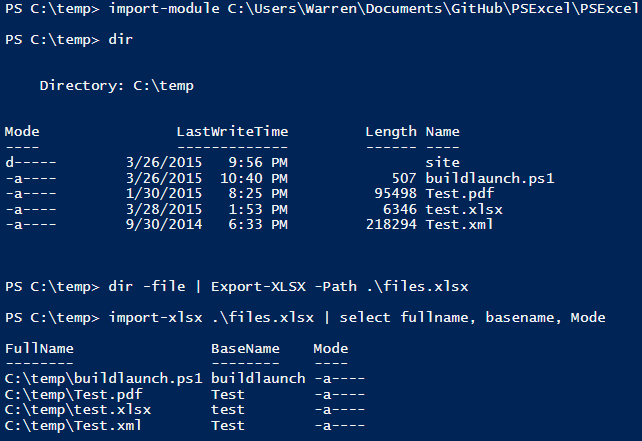 PS C:\temp> import-module C:\Users\Warren\Documents\GitHub\PSExcel\PSExcel
PS C:\temp> dir
    Directory: C:\temp
Mode                LastWriteTime         Length Name
----                -------------         ------ ----
d-----        3/26/2015   9:56 PM                site
-a----        3/26/2015  10:40 PM            507 buildlaunch.ps1
-a----        1/30/2015   8:25 PM          95498 Test.pdf
-a----        3/28/2015   1:53 PM           6346 test.xlsx
-a----        9/30/2014   6:33 PM         218294 Test.xml
PS C:\temp> dir -file | Export-XLSX -Path .\files.xlsx
PS C:\temp> import-xlsx .\files.xlsx | select fullname, basename, Mode
FullName                BaseName    Mode
--------                --------    ----
C:\temp\buildlaunch.ps1 buildlaunch -a----
C:\temp\Test.pdf        Test        -a----
C:\temp\test.xlsx       test        -a----
C:\temp\Test.xml        Test        -a----